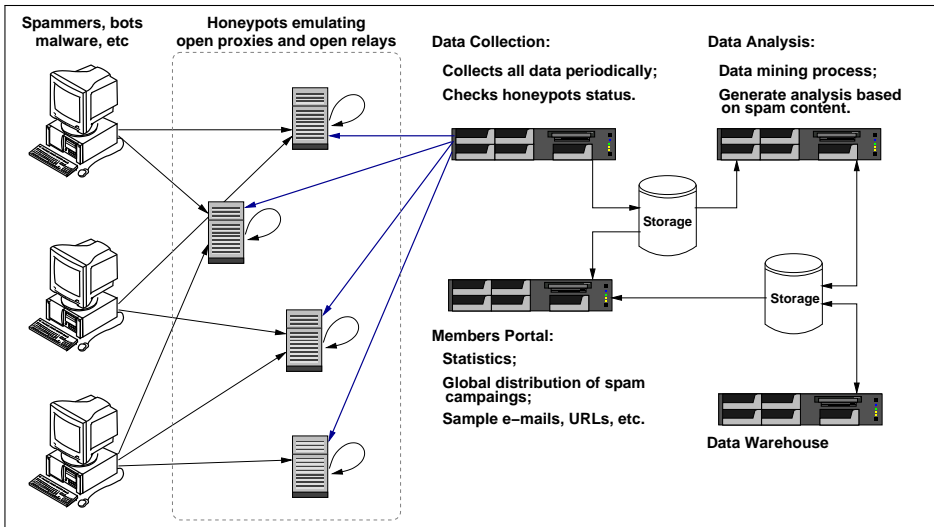 Spammers, bots
malware, etc
Honeypots emulating
open proxies and open relays
Data Collection:
Collects all data periodically;
Checks honeypots status.
Data Analysis:
Data mining process;
Generate analysis based
on spam content.
Storage
Storage
Members Portal:
Statistics;
Global distribution of spam
campaings;
Sample e−mails, URLs, etc.
Data Warehouse